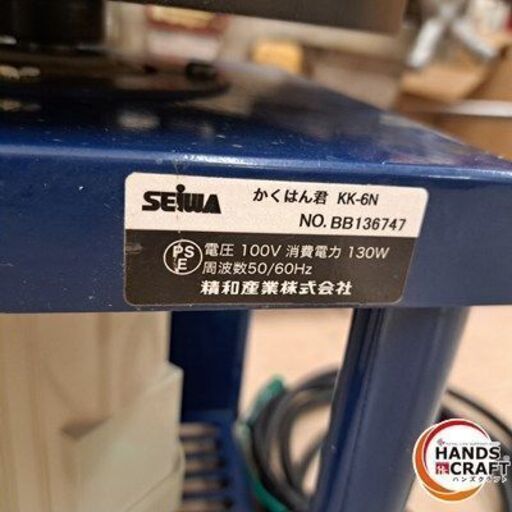 SEIWA かくはん君 KK-6N
NO. BB136747
PS
E
電圧 100V 消費電力 130W
周波数50/60Hz
精和産業株式会社
HANDS
CRAFT
ハンズクラフト